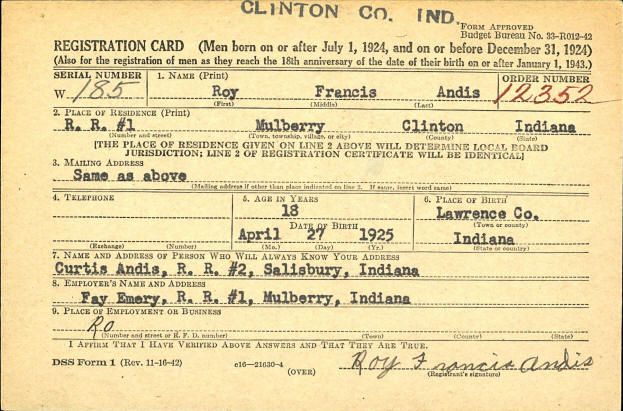 CLINTON CO. IND.
FORM APPROVED
Budget Bureau No. 33-R012-42
REGISTRATION CARD (Men born on or after July 1, 1924, and on or before December 31, 1924)
(Also for the registration of men as they reach the 18th anniversary of the date of their birth on or after January 1, 1943.)
SERIAL NUMBER 1. NAME (Print) ORDER NUMBER
W. 185 Roy Francis Andis 12352
(First) (Middle) (Last)
2. PLACE OF RESIDENCE (Print)
R. R. #1 Mulberry Clinton Indiana
(Number and street) (Town, township, village, or city) (County) (State)
[THE PLACE OF RESIDENCE GIVEN ON LINE 2 ABOVE WILL DETERMINE LOCAL BOARD
JURISDICTION; LINE 2 OF REGISTRATION CERTIFICATE WILL BE IDENTICAL]
3. MAILING ADDRESS
Same as above
(Mailing address if other than place indicated on line 2. If same, insert word same)
4. TELEPHONE 5. AGE IN YEARS 6. PLACE OF BIRTH
18 Lawrence Co.
DATE OF BIRTH (Town or county)
April 27 1925 Indiana
(Exchange) (Number) (Mo.) (Day) (Yr.) (State or country)
7. NAME AND ADDRESS OF PERSON WHO WILL ALWAYS KNOW YOUR ADDRESS
Curtis Andis, R. R. #2, Salisbury, Indiana
8. EMPLOYER'S NAME AND ADDRESS
Fay Emery, R. R. #1, Mulberry, Indiana
9. PLACE OF EMPLOYMENT OR BUSINESS
(Number and street or R. F. D. number) (Town) (County) (State)
I AFFIRM THAT I HAVE VERIFIED ABOVE ANSWERS AND THAT THEY ARE TRUE.
DSS Form 1 (Rev. 11-16-42) c16—21630-4 Roy Francis Andis
(OVER) (Registrant's signature)